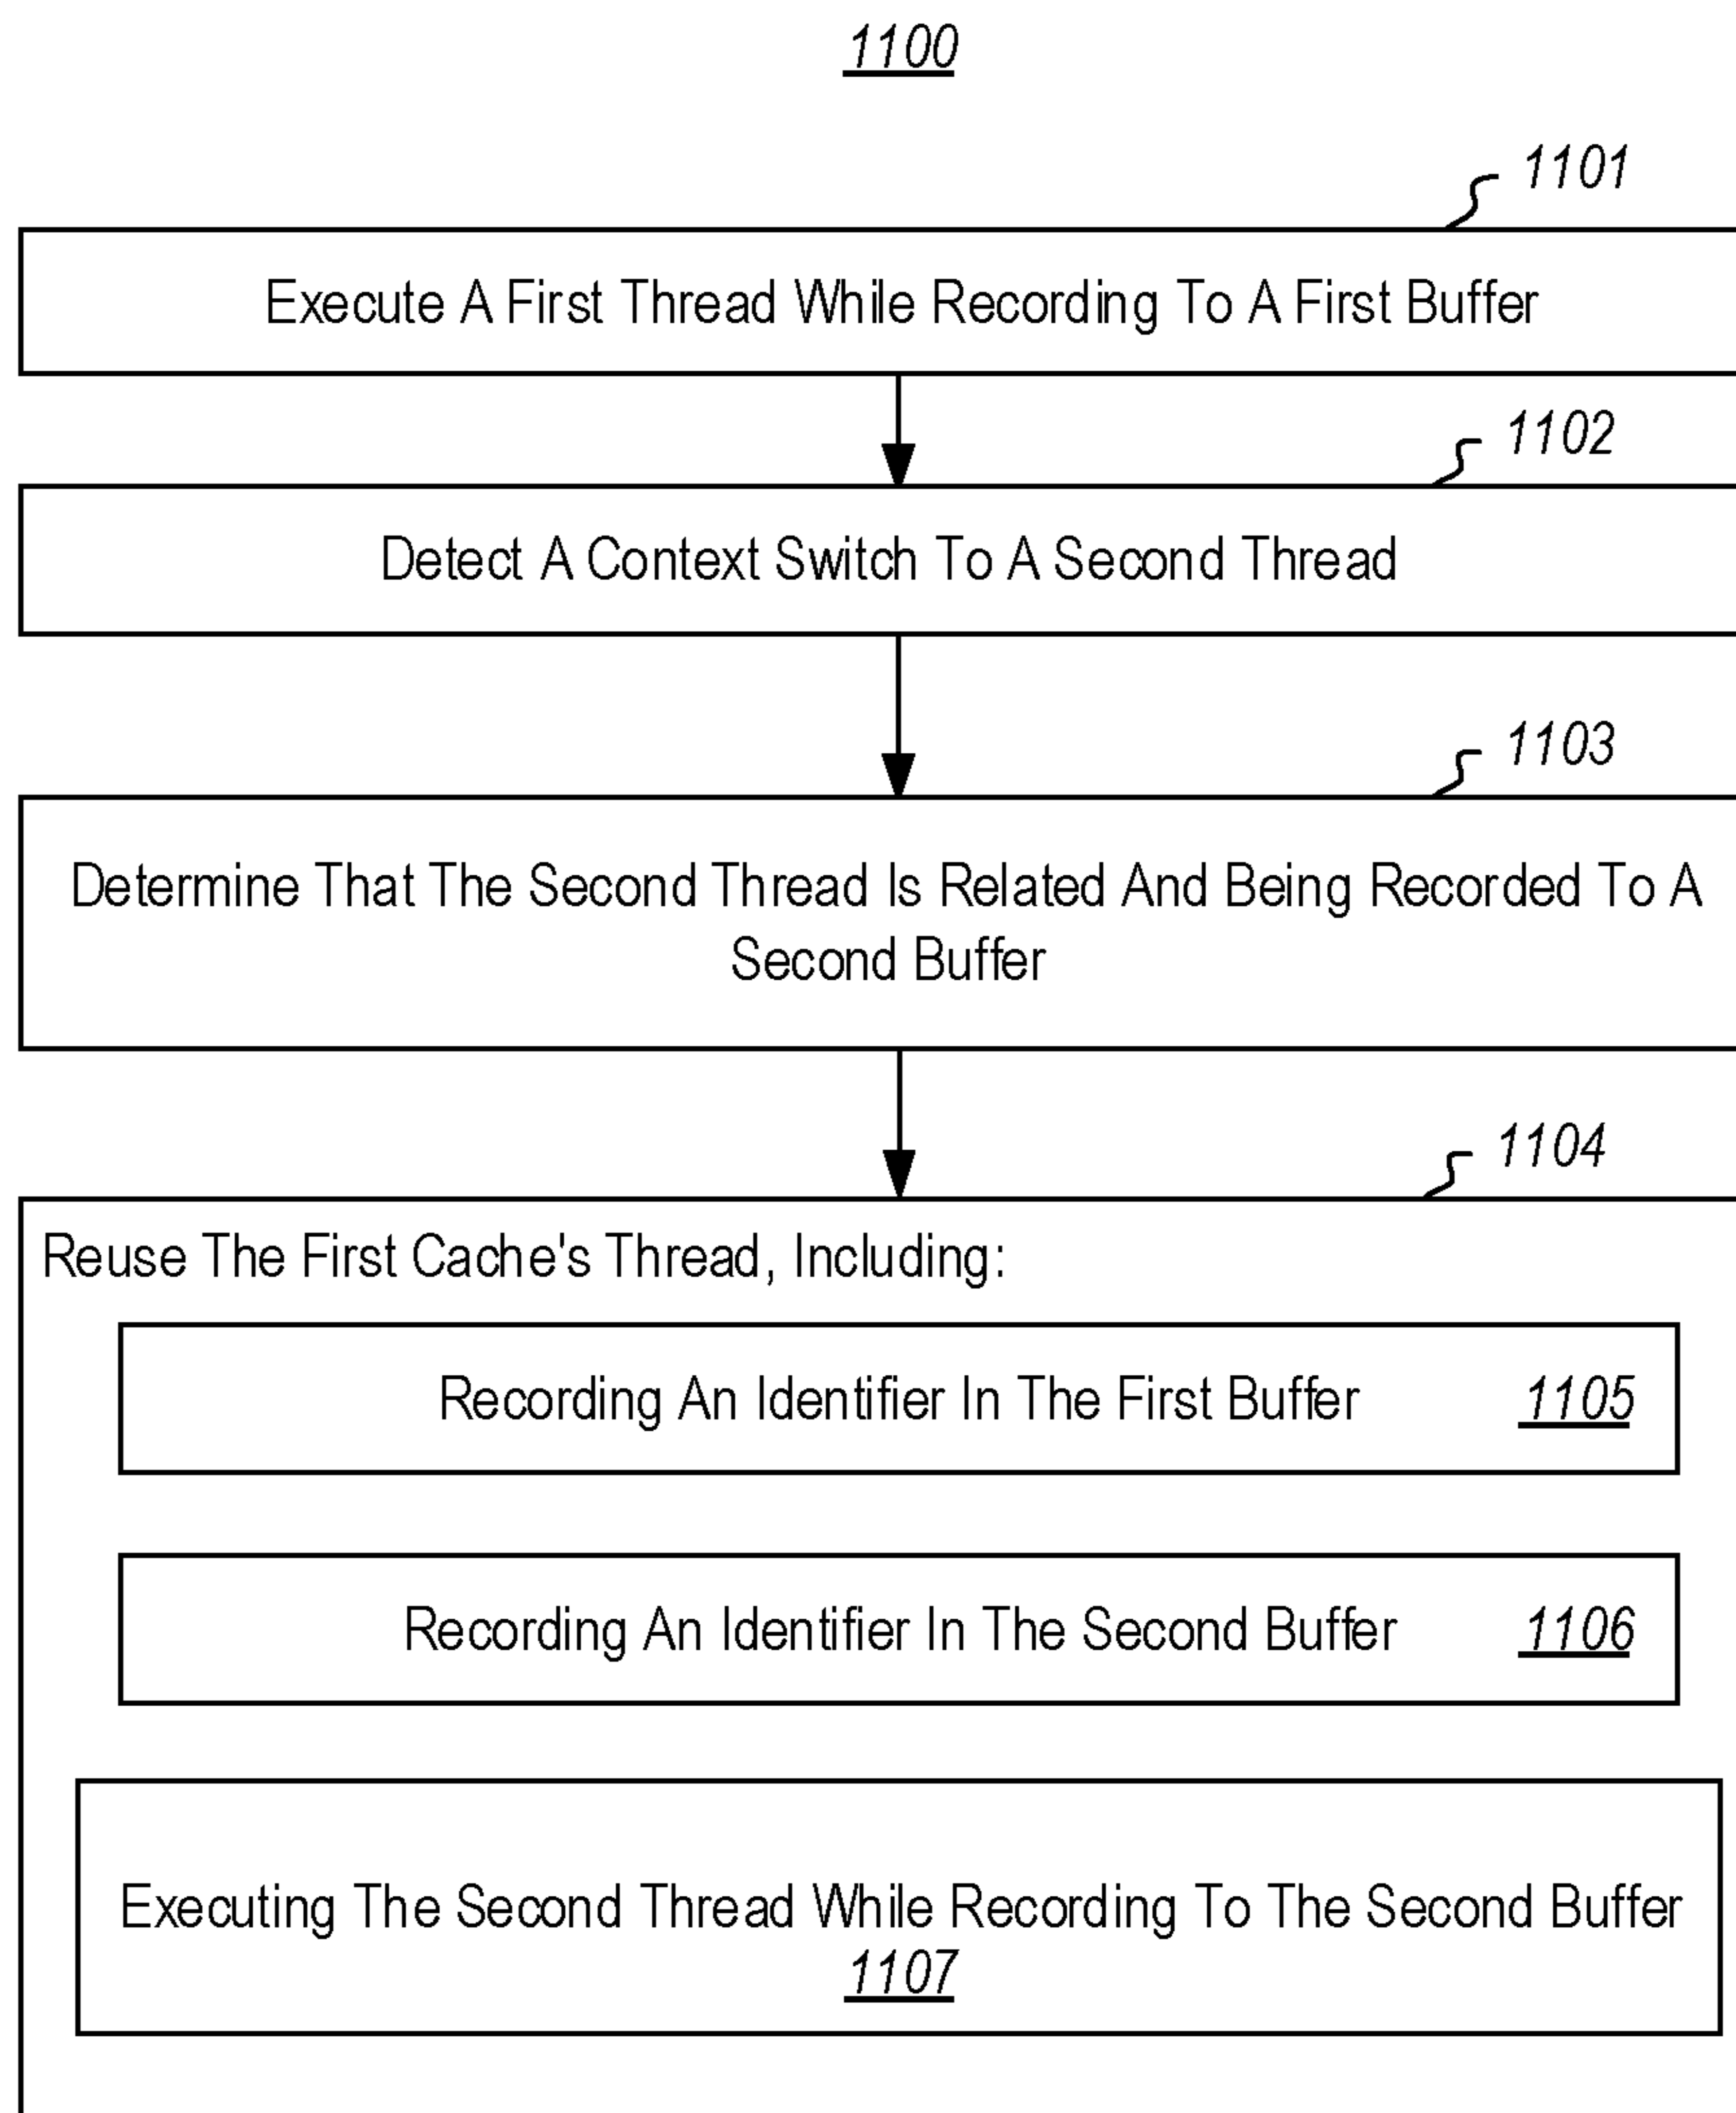 1100
1101
Execute A First Thread While Recording To A First Buffer
1102
Detect A Context Switch To A Second Thread
1103
Determine That The Second Thread Is Related And Being Recorded To A
Second Buffer
1104
Reuse The First Cache's Thread, Including:
Recording An Identifier In The First Buffer 1105
Recording An Identifier In The Second Buffer 1106
Executing The Second Thread While Recording To The Second Buffer
1107